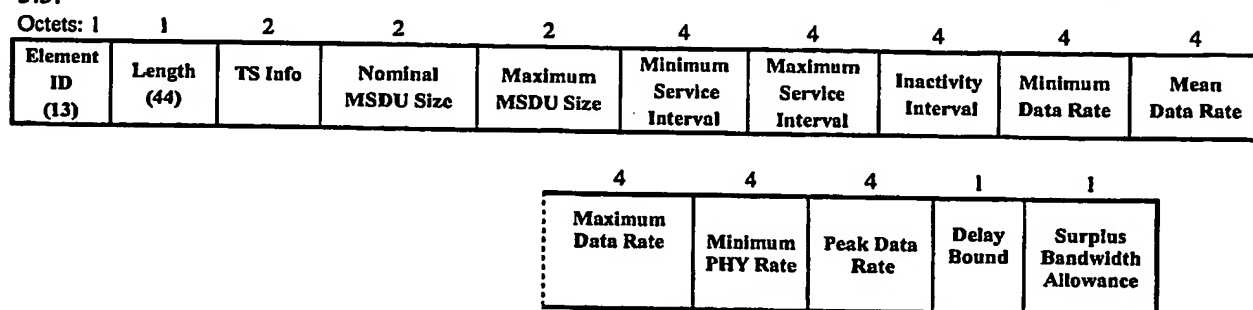 Octets: 1 1 2 2 2 4 4 4 4 4
Element ID (13)
Length (44)
TS Info
Nominal MSDU Size
Maximum MSDU Size
Minimum Service Interval
Maximum Service Interval
Inactivity Interval
Minimum Data Rate
Mean Data Rate
4 4 4 1 1
Maximum Data Rate
Minimum PHY Rate
Peak Data Rate
Delay Bound
Surplus Bandwidth Allowance